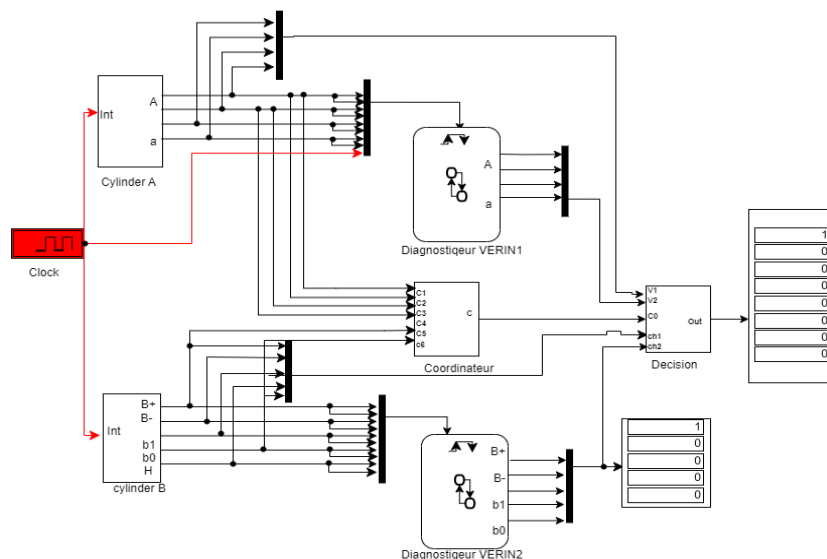 Int
A
a
Cylinder A
Clock
A
a
Diagnostiqeur VERIN1
C1
C1
C2
C3
C4
C5
c6
C
Coordinateur
V1
V2
C0
ch1
ch2
Out
Decision
1
0
0
0
0
0
0
0
Int
B+
B-
b1
b0
H
cylinder B
B+
B-
b1
b0
Diagnostiqeur VERIN2
1
0
0
0
0